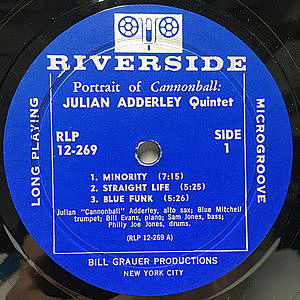 RIVERSIDE
Portrait of Cannonball:
JULIAN ADDERLEY Quintet
LONG PLAYING
MICROGROOVE
RLP
12-269
SIDE
1
1. MINORITY (7:15)
2. STRAIGHT LIFE (5:25)
3. BLUE FUNK (5:26)
Julian "Cannonball" Adderley, alto sax; Blue Mitchell
trumpet; Bill Evans, piano; Sam Jones, bass;
Philly Joe Jones, drums.
(RLP 12-269 A)
BILL GRAUER PRODUCTIONS
NEW YORK CITY